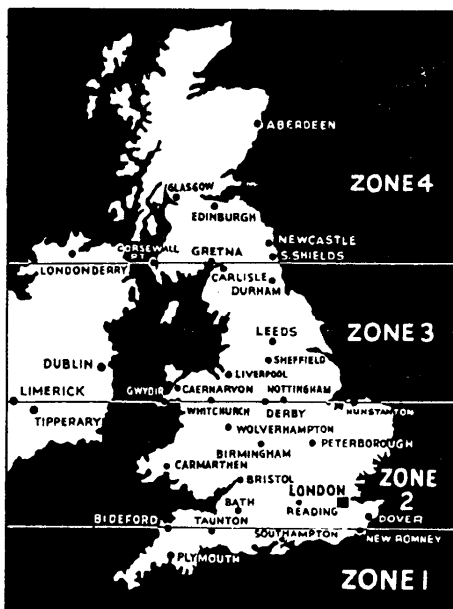 ABERDEEN
ZONE 4
GLASGOW
EDINBURGH
NEWCASTLE
CORSEWALL
PT.
GRETNA
S.SHIELDS
LONDONDERRY
CARLISLE
DURHAM
LEEDS
ZONE 3
SHEFFIELD
DUBLIN
LIVERPOOL
LIMERICK
GWYDIR
CAERNARVON
NOTTINGHAM
TIPPERARY
WHITCHURCH
DERBY
HUNSTANTON
WOLVERHAMPTON
BIRMINGHAM
PETERBOROUGH
CARMARTHEN
BRISTOL
ZONE
2
LONDON
BATH
READING
BIDEFORD
TAUNTON
DOVER
SOUTHAMPTON
NEW ROMNEY
PLYMOUTH
ZONE 1